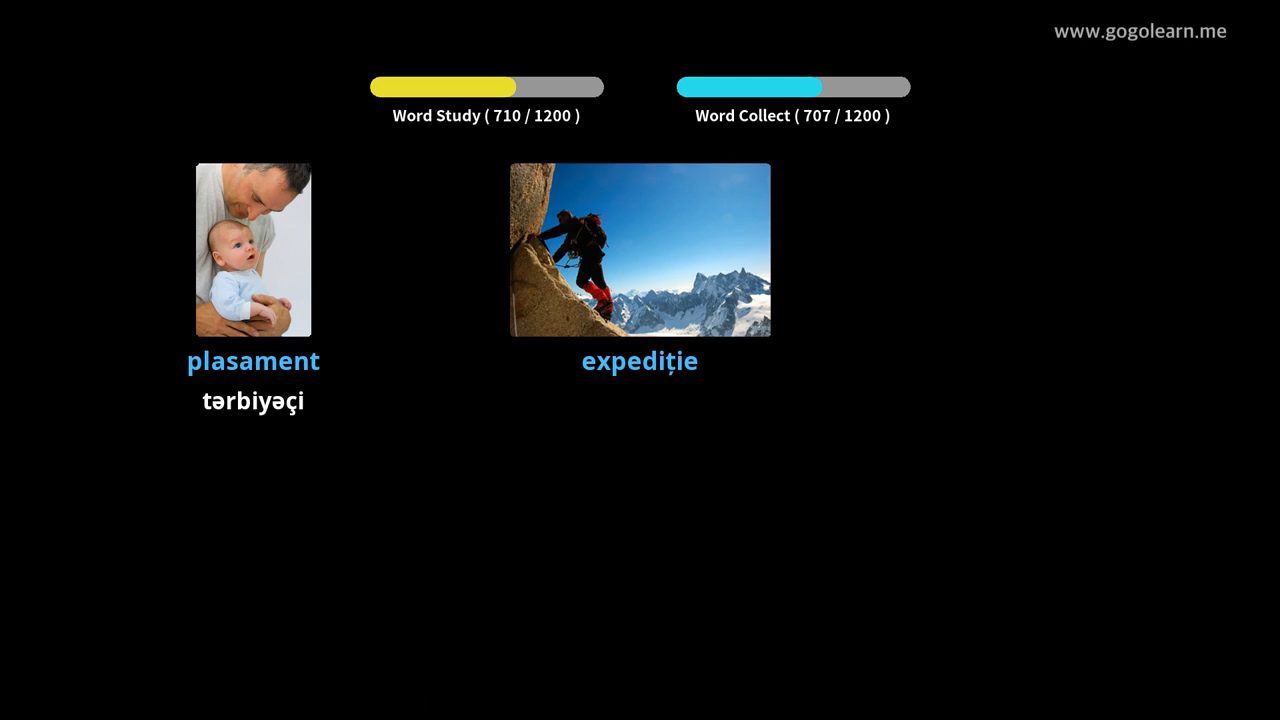 www.gogolearn.me
Word Study ( 710 / 1200 )
Word Collect ( 707 / 1200 )
plasament
tərbiyəçi
expediție